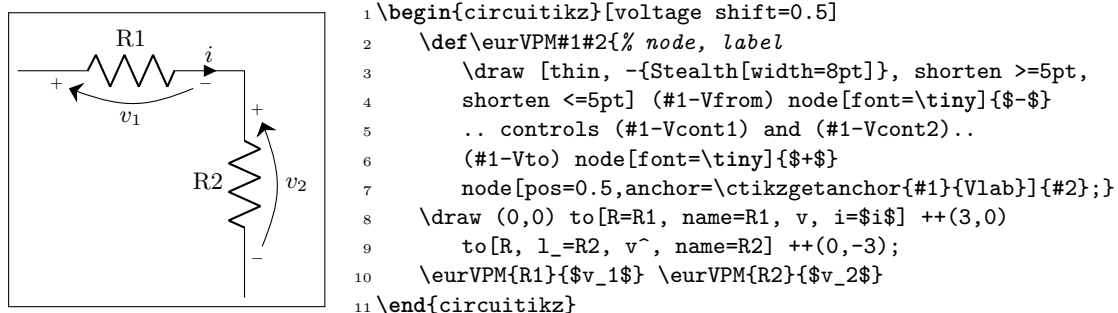 R1
i
+
−
v1
+
R2
v2
−
1 \begin{circuitikz}[voltage shift=0.5]
2 \def\eurVPM#1#2{% node, label
3 \draw [thin, -{Stealth[width=8pt]}, shorten >=5pt,
4 shorten <=5pt] (#1-Vfrom) node[font=\tiny]{$-$}
5 .. controls (#1-Vcont1) and (#1-Vcont2)..
6 (#1-Vto) node[font=\tiny]{$+$}
7 node[pos=0.5,anchor=\ctikzgetanchor{#1}{Vlab}]{#2};}
8 \draw (0,0) to[R=R1, name=R1, v, i=$i$] ++(3,0)
9 to[R, l_=R2, v^, name=R2] ++(0,-3);
10 \eurVPM{R1}{$v_1$} \eurVPM{R2}{$v_2$}
11 \end{circuitikz}